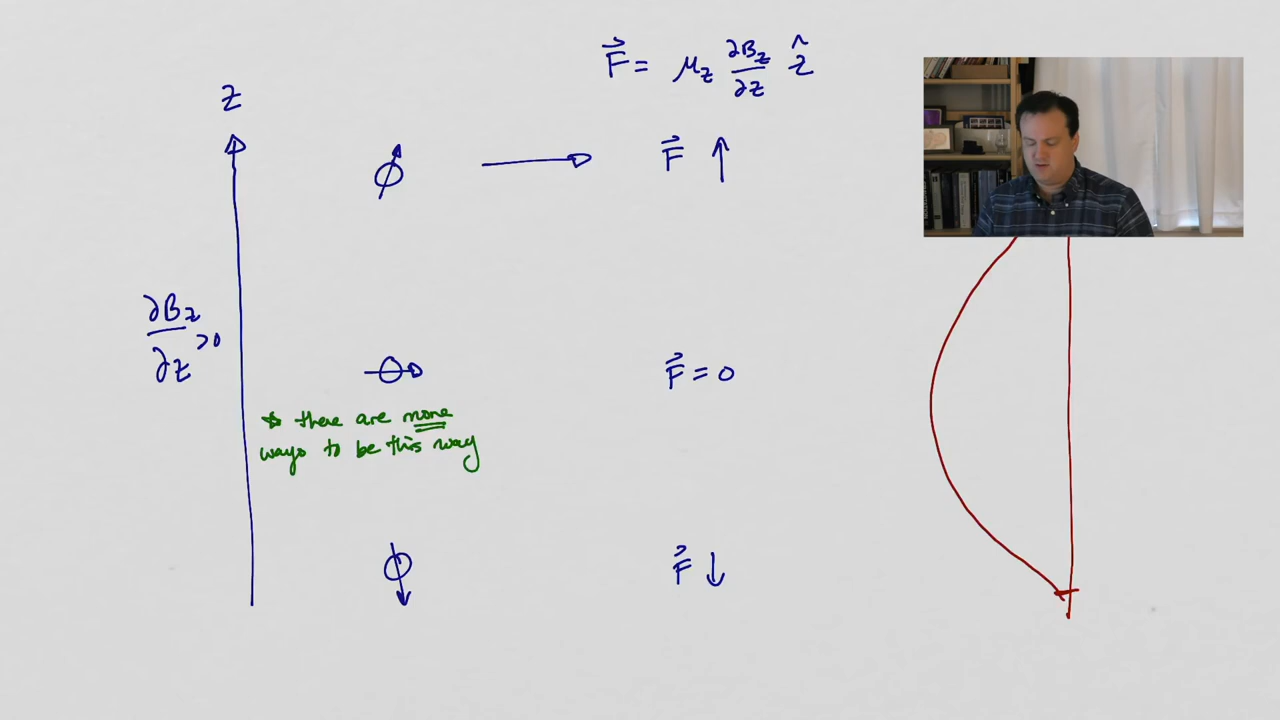 F⃗ = μz ∂Bz/∂z ẑ
z
F⃗ ↑
∂Bz/∂z >0
F⃗ = 0
* there are more
ways to be this way
F⃗ ↓